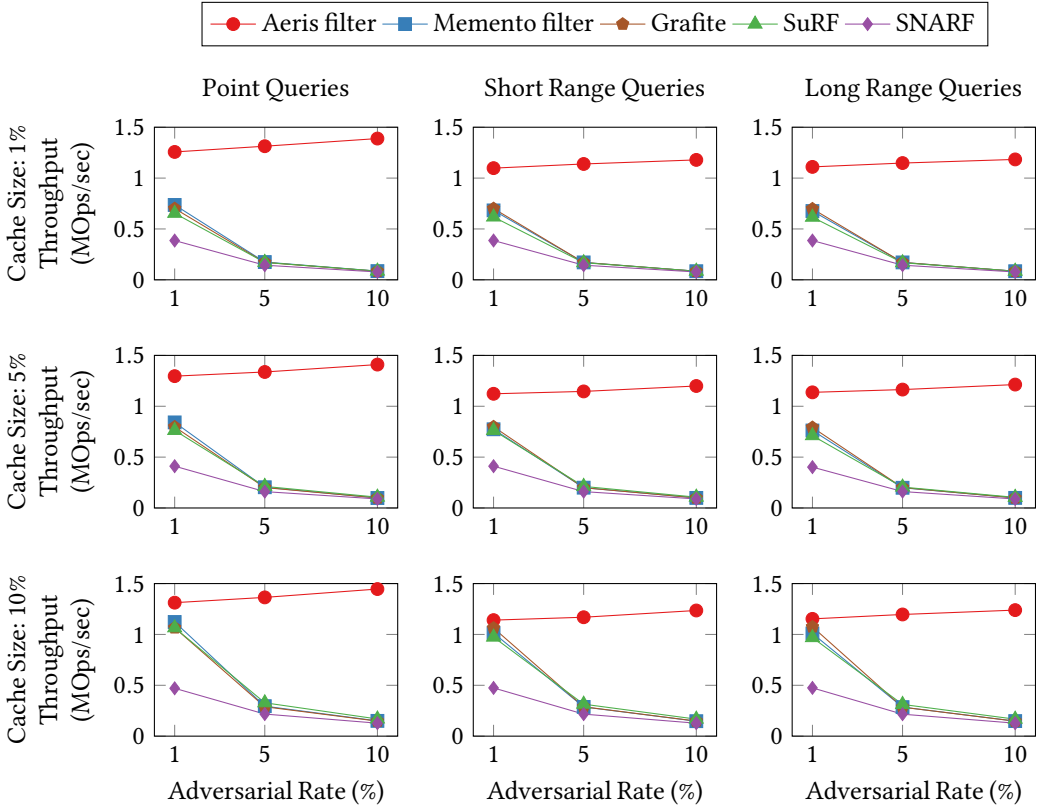 Aeris filter Memento filter Grafite SuRF SNARF
Point Queries Short Range Queries Long Range Queries
Cache Size: 1%
Throughput
(MOps/sec)
1.5 1.5 1.5
1 1 1
0.5 0.5 0.5
0 0 0
1 5 10 1 5 10 1 5 10
Cache Size: 5%
Throughput
(MOps/sec)
1.5 1.5 1.5
1 1 1
0.5 0.5 0.5
0 0 0
1 5 10 1 5 10 1 5 10
Cache Size: 10%
Throughput
(MOps/sec)
1.5 1.5 1.5
1 1 1
0.5 0.5 0.5
0 0 0
1 5 10 1 5 10 1 5 10
Adversarial Rate (%) Adversarial Rate (%) Adversarial Rate (%)